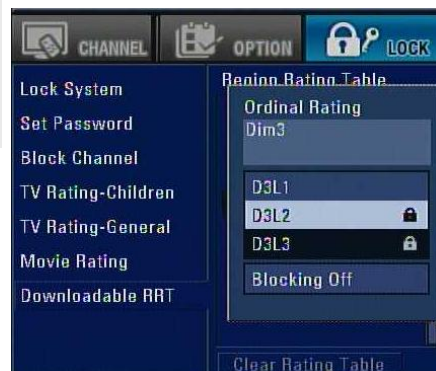 CHANNEL
OPTION
LOCK
Lock System
Set Password
Block Channel
TV Rating-Children
TV Rating-General
Movie Rating
Downloadable RRT
Region Rating Table
Ordinal Rating
Dim3
D3L1
D3L2
D3L3
Blocking Off
Clear Rating Table